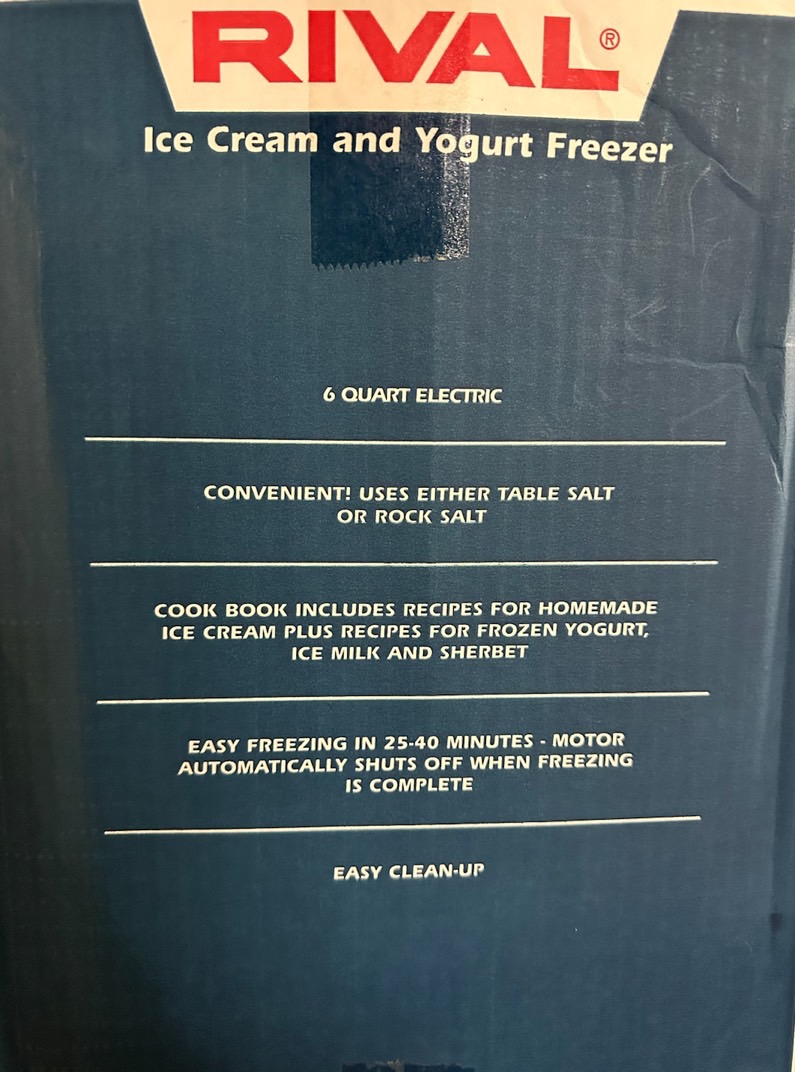 RIVAL®
Ice Cream and Yogurt Freezer
6 QUART ELECTRIC
CONVENIENT! USES EITHER TABLE SALT
OR ROCK SALT
COOK BOOK INCLUDES RECIPES FOR HOMEMADE
ICE CREAM PLUS RECIPES FOR FROZEN YOGURT,
ICE MILK AND SHERBET
EASY FREEZING IN 25-40 MINUTES - MOTOR
AUTOMATICALLY SHUTS OFF WHEN FREEZING
IS COMPLETE
EASY CLEAN-UP